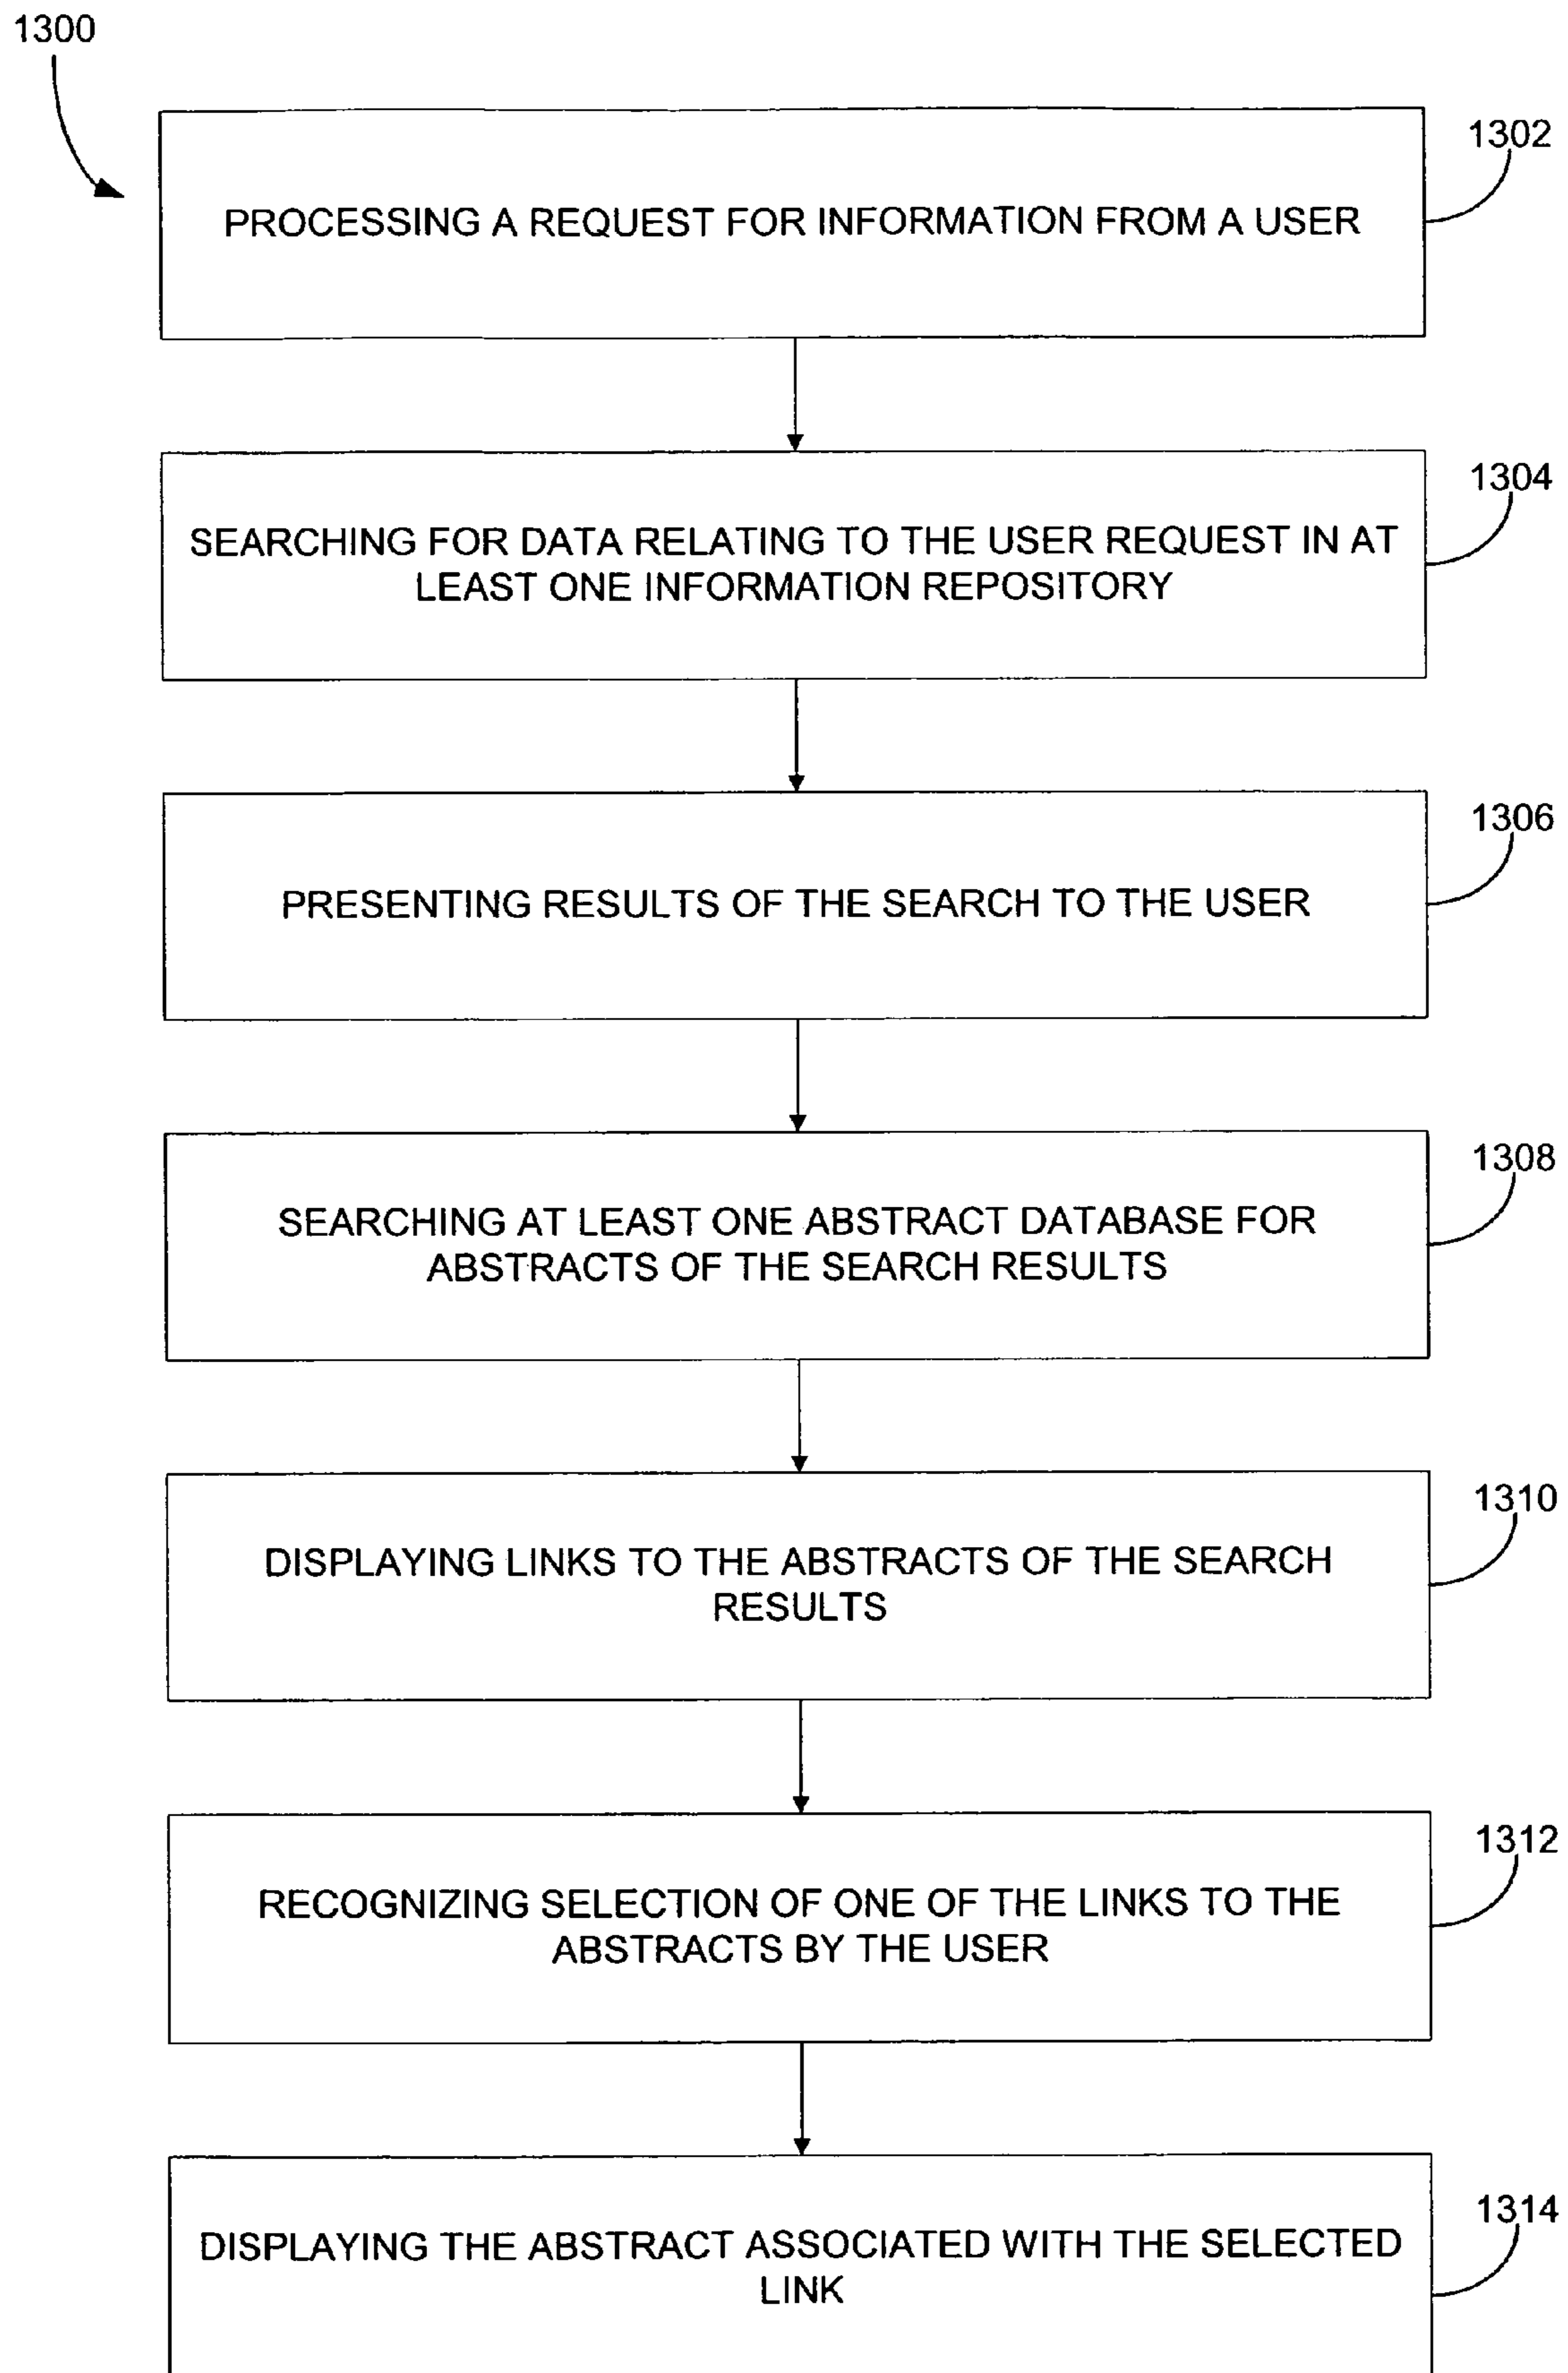 1300
1302
PROCESSING A REQUEST FOR INFORMATION FROM A USER
1304
SEARCHING FOR DATA RELATING TO THE USER REQUEST IN AT
LEAST ONE INFORMATION REPOSITORY
1306
PRESENTING RESULTS OF THE SEARCH TO THE USER
1308
SEARCHING AT LEAST ONE ABSTRACT DATABASE FOR
ABSTRACTS OF THE SEARCH RESULTS
1310
DISPLAYING LINKS TO THE ABSTRACTS OF THE SEARCH
RESULTS
1312
RECOGNIZING SELECTION OF ONE OF THE LINKS TO THE
ABSTRACTS BY THE USER
1314
DISPLAYING THE ABSTRACT ASSOCIATED WITH THE SELECTED
LINK